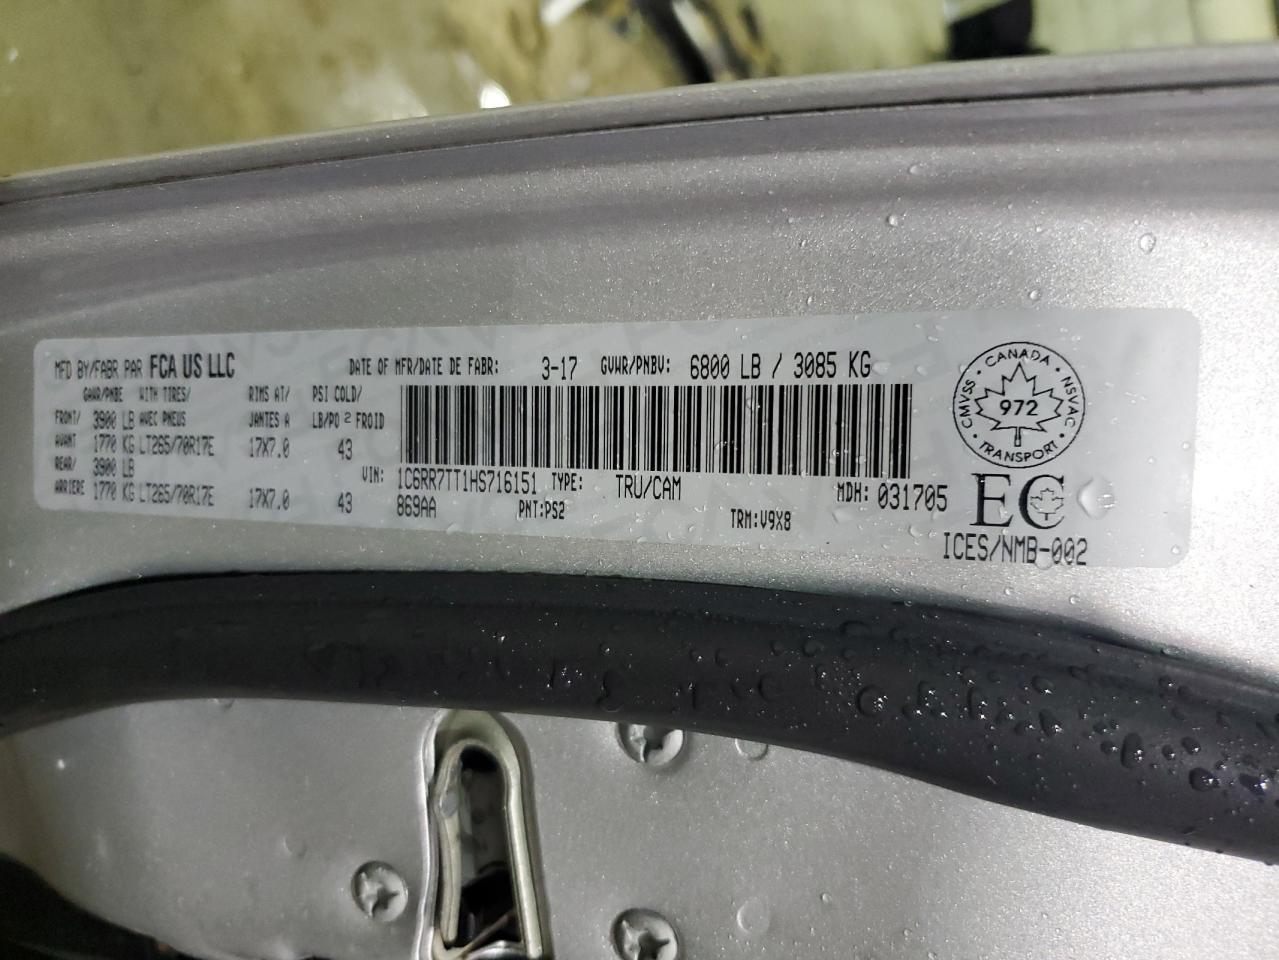 MFD BY/FABR PAR FCA US LLC DATE OF MFR/DATE DE FABR: 3-17 GVWR/PNBV: 6800 LB / 3085 KG
GAWR/PNBE WITH TIRES/ RIMS AT/ PSI COLD/
FRONT/ 3900 LB AVEC PNEUS JANTES A LB/PO 2 FROID
AVANT 1770 KG LT265/70R17E 17X7.0 43
REAR/ 3900 LB
ARRIERE 1770 KG LT265/70R17E 17X7.0 43
VIN: 1C6RR7TT1HS716151 TYPE: TRU/CAM MDH: 031705
869AA PNT:PS2 TRM:V9X8
CANADA
CMVSS · NSVAC
972
· TRANSPORT ·
EC
ICES/NMB-002